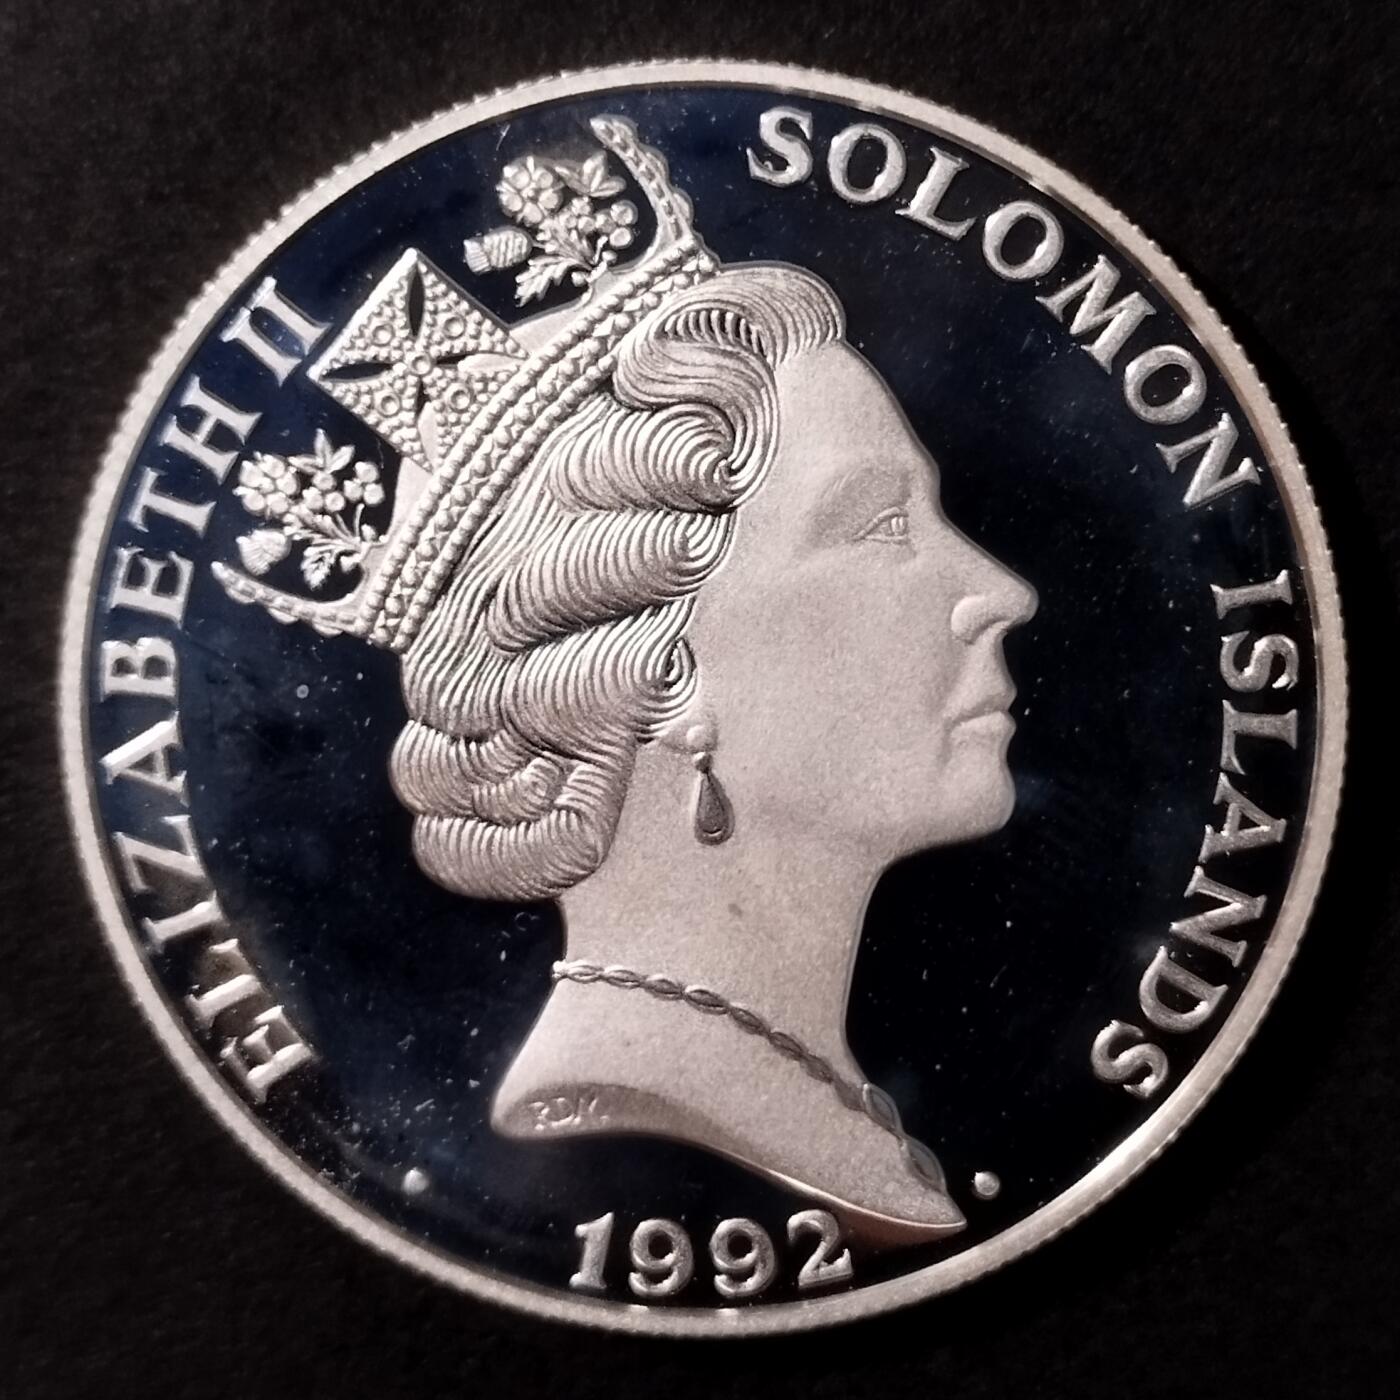 ELIZABETH II
SOLOMON ISLANDS
RDM
1992